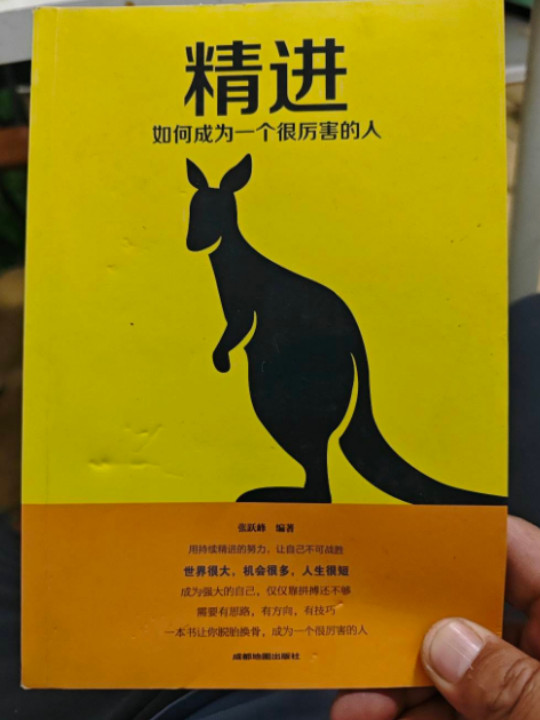 精进
如何成为一个很厉害的人
张跃峰 编著
用持续精进的努力，让自己不可战胜
世界很大，机会很多，人生很短
成为强大的自己，仅仅靠拼搏还不够
需要有思路，有方向，有技巧
一本书让你脱胎换骨，成为一个很厉害的人
成都地图出版社